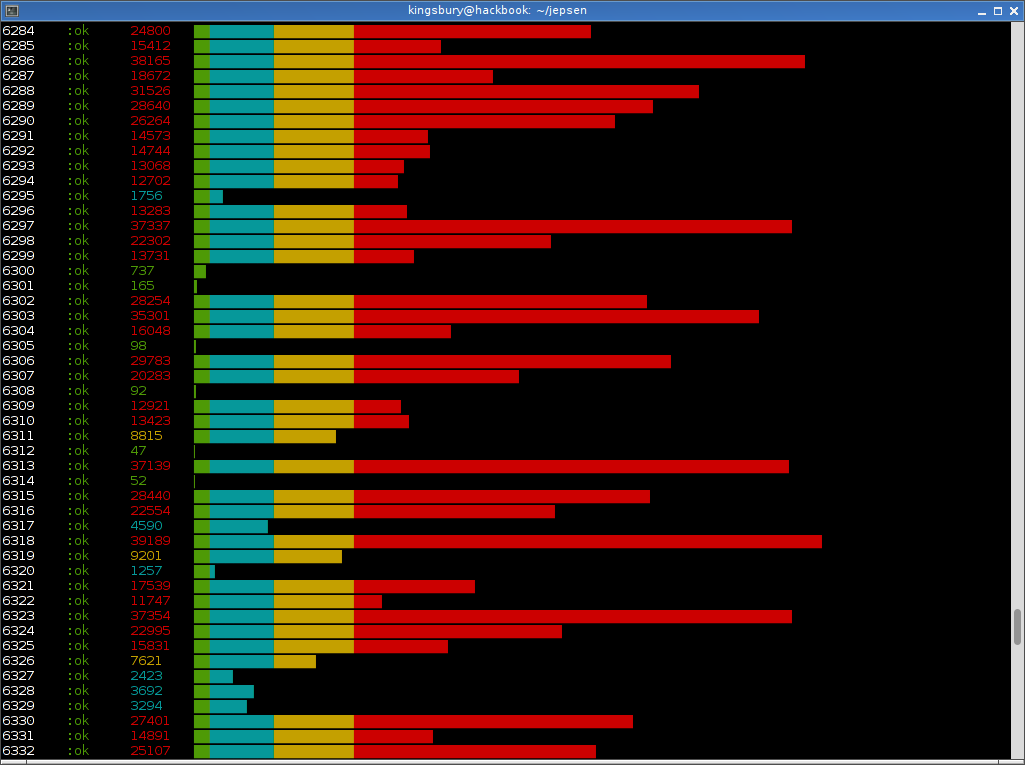 kingsbury@hackbook: ~/jepsen
6284 :ok 24800
6285 :ok 15412
6286 :ok 38165
6287 :ok 18672
6288 :ok 31526
6289 :ok 28640
6290 :ok 26264
6291 :ok 14573
6292 :ok 14744
6293 :ok 13068
6294 :ok 12702
6295 :ok 1756
6296 :ok 13283
6297 :ok 37337
6298 :ok 22302
6299 :ok 13731
6300 :ok 737
6301 :ok 165
6302 :ok 28254
6303 :ok 35301
6304 :ok 16048
6305 :ok 98
6306 :ok 29783
6307 :ok 20283
6308 :ok 92
6309 :ok 12921
6310 :ok 13423
6311 :ok 8815
6312 :ok 47
6313 :ok 37139
6314 :ok 52
6315 :ok 28440
6316 :ok 22554
6317 :ok 4590
6318 :ok 39189
6319 :ok 9201
6320 :ok 1257
6321 :ok 17539
6322 :ok 11747
6323 :ok 37354
6324 :ok 22995
6325 :ok 15831
6326 :ok 7621
6327 :ok 2423
6328 :ok 3692
6329 :ok 3294
6330 :ok 27401
6331 :ok 14891
6332 :ok 25107